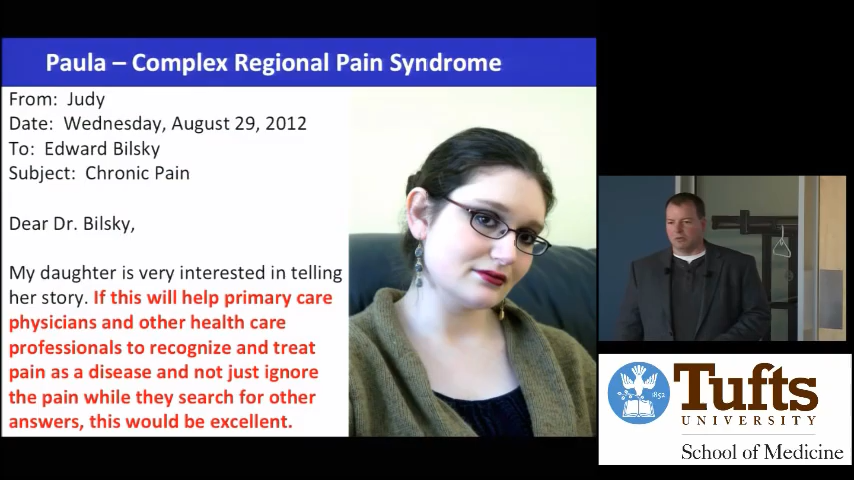 Paula – Complex Regional Pain Syndrome
From: Judy
Date: Wednesday, August 29, 2012
To: Edward Bilsky
Subject: Chronic Pain
Dear Dr. Bilsky,
My daughter is very interested in telling
her story. If this will help primary care
physicians and other health care
professionals to recognize and treat
pain as a disease and not just ignore
the pain while they search for other
answers, this would be excellent.
1852
Tufts
UNIVERSITY
School of Medicine